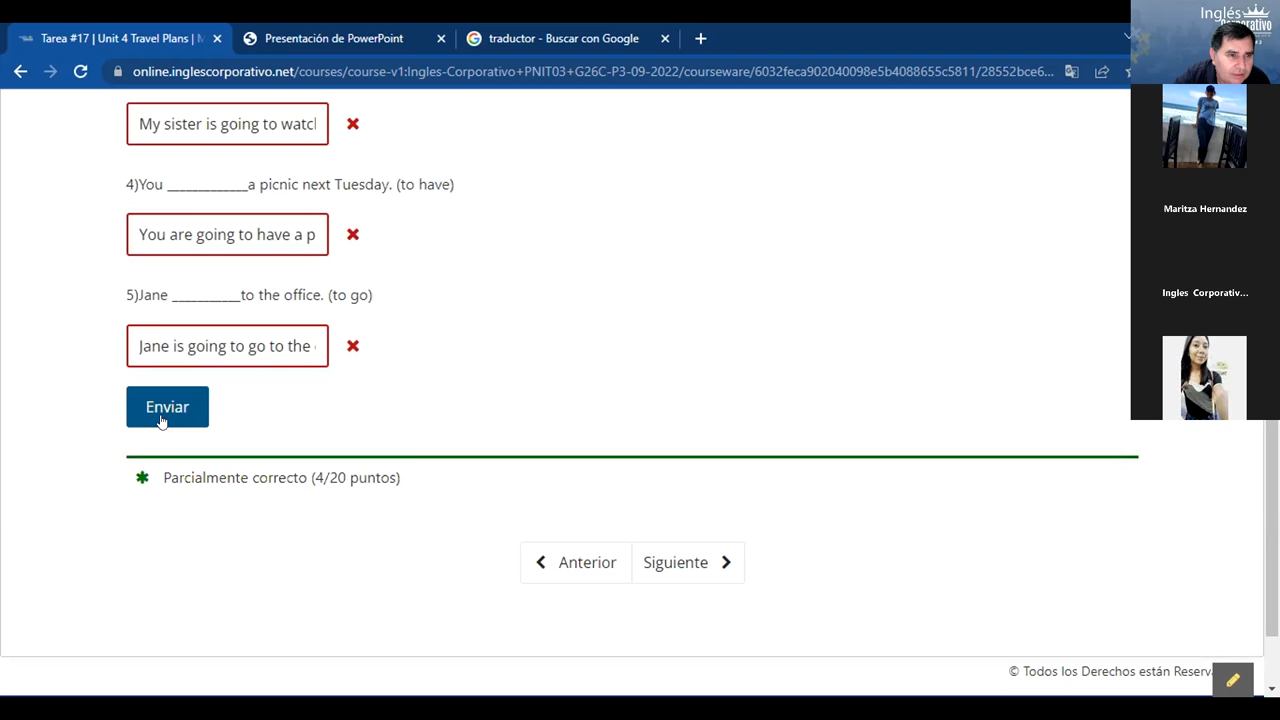 Tarea #17 | Unit 4 Travel Plans | M
Presentación de PowerPoint
traductor - Buscar con Google
online.inglescorporativo.net/courses/course-v1:Ingles-Corporativo+PNIT03+G26C-P3-09-2022/courseware/6032feca902040098e5b4088655c5811/28552bce6...
Inglés
Corporativo
My sister is going to watch
4)You _____________a picnic next Tuesday. (to have)
You are going to have a p
5)Jane ___________to the office. (to go)
Jane is going to go to the
Enviar
Parcialmente correcto (4/20 puntos)
Anterior
Siguiente
© Todos los Derechos están Reserv
Maritza Hernandez
Ingles Corporativ...